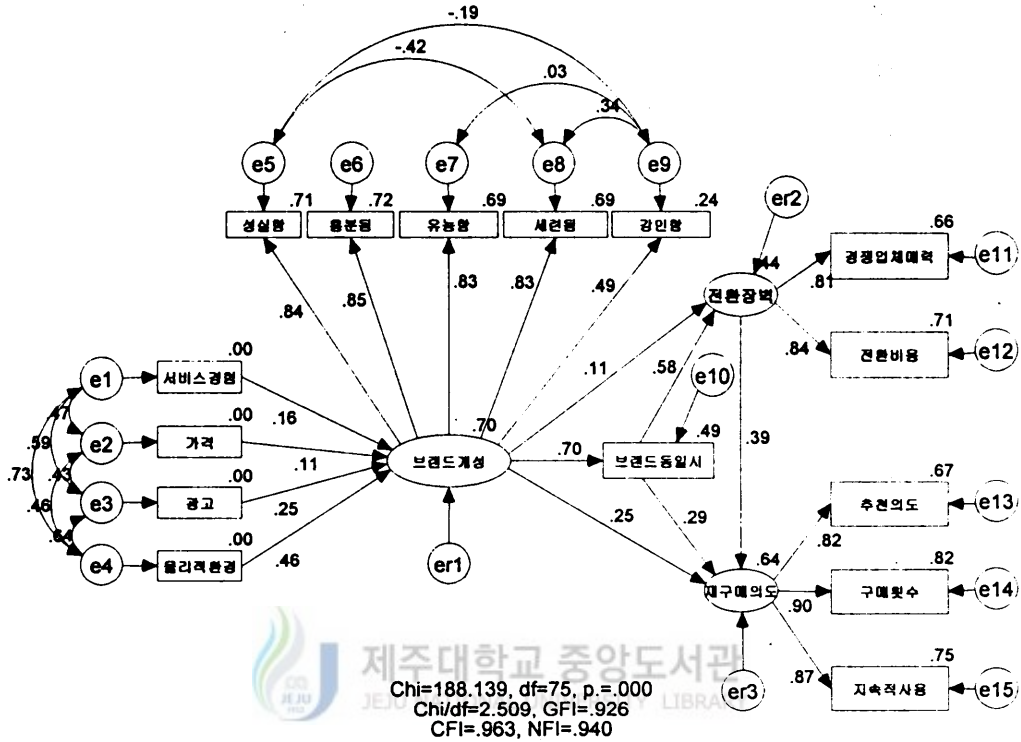 -.19
-.42
.03
.34
e5 e6 e7 e8 e9
.71 .72 .69 .69 .24
성실함 흥분됨 유능함 세련됨 강인함
er2
.66
경쟁업체매력 e11
.44
전환장벽
.81
.84 .85 .83 .83 .49
.71
전환비용 e12
.84
.00
e1 서비스경험
.11 .58 e10
.47 .16
.00
e2 가격
.59 .11
.70
브랜드개성
.70
.49
브랜드동일시
.39
.73 .43
.00
e3 광고
.46 .25
.67
추천의도 e13
.25 .29
.82
.64
.00
e4 물리적환경
.46
er1
.64
재구매의도
.82
구매횟수 e14
.90
er3
.87
.75
지속적사용 e15
제주대학교 중앙도서관
JEJU LIBRARY
Chi=188.139, df=75, p.=.000
Chi/df=2.509, GFI=.926
CFI=.963, NFI=.940